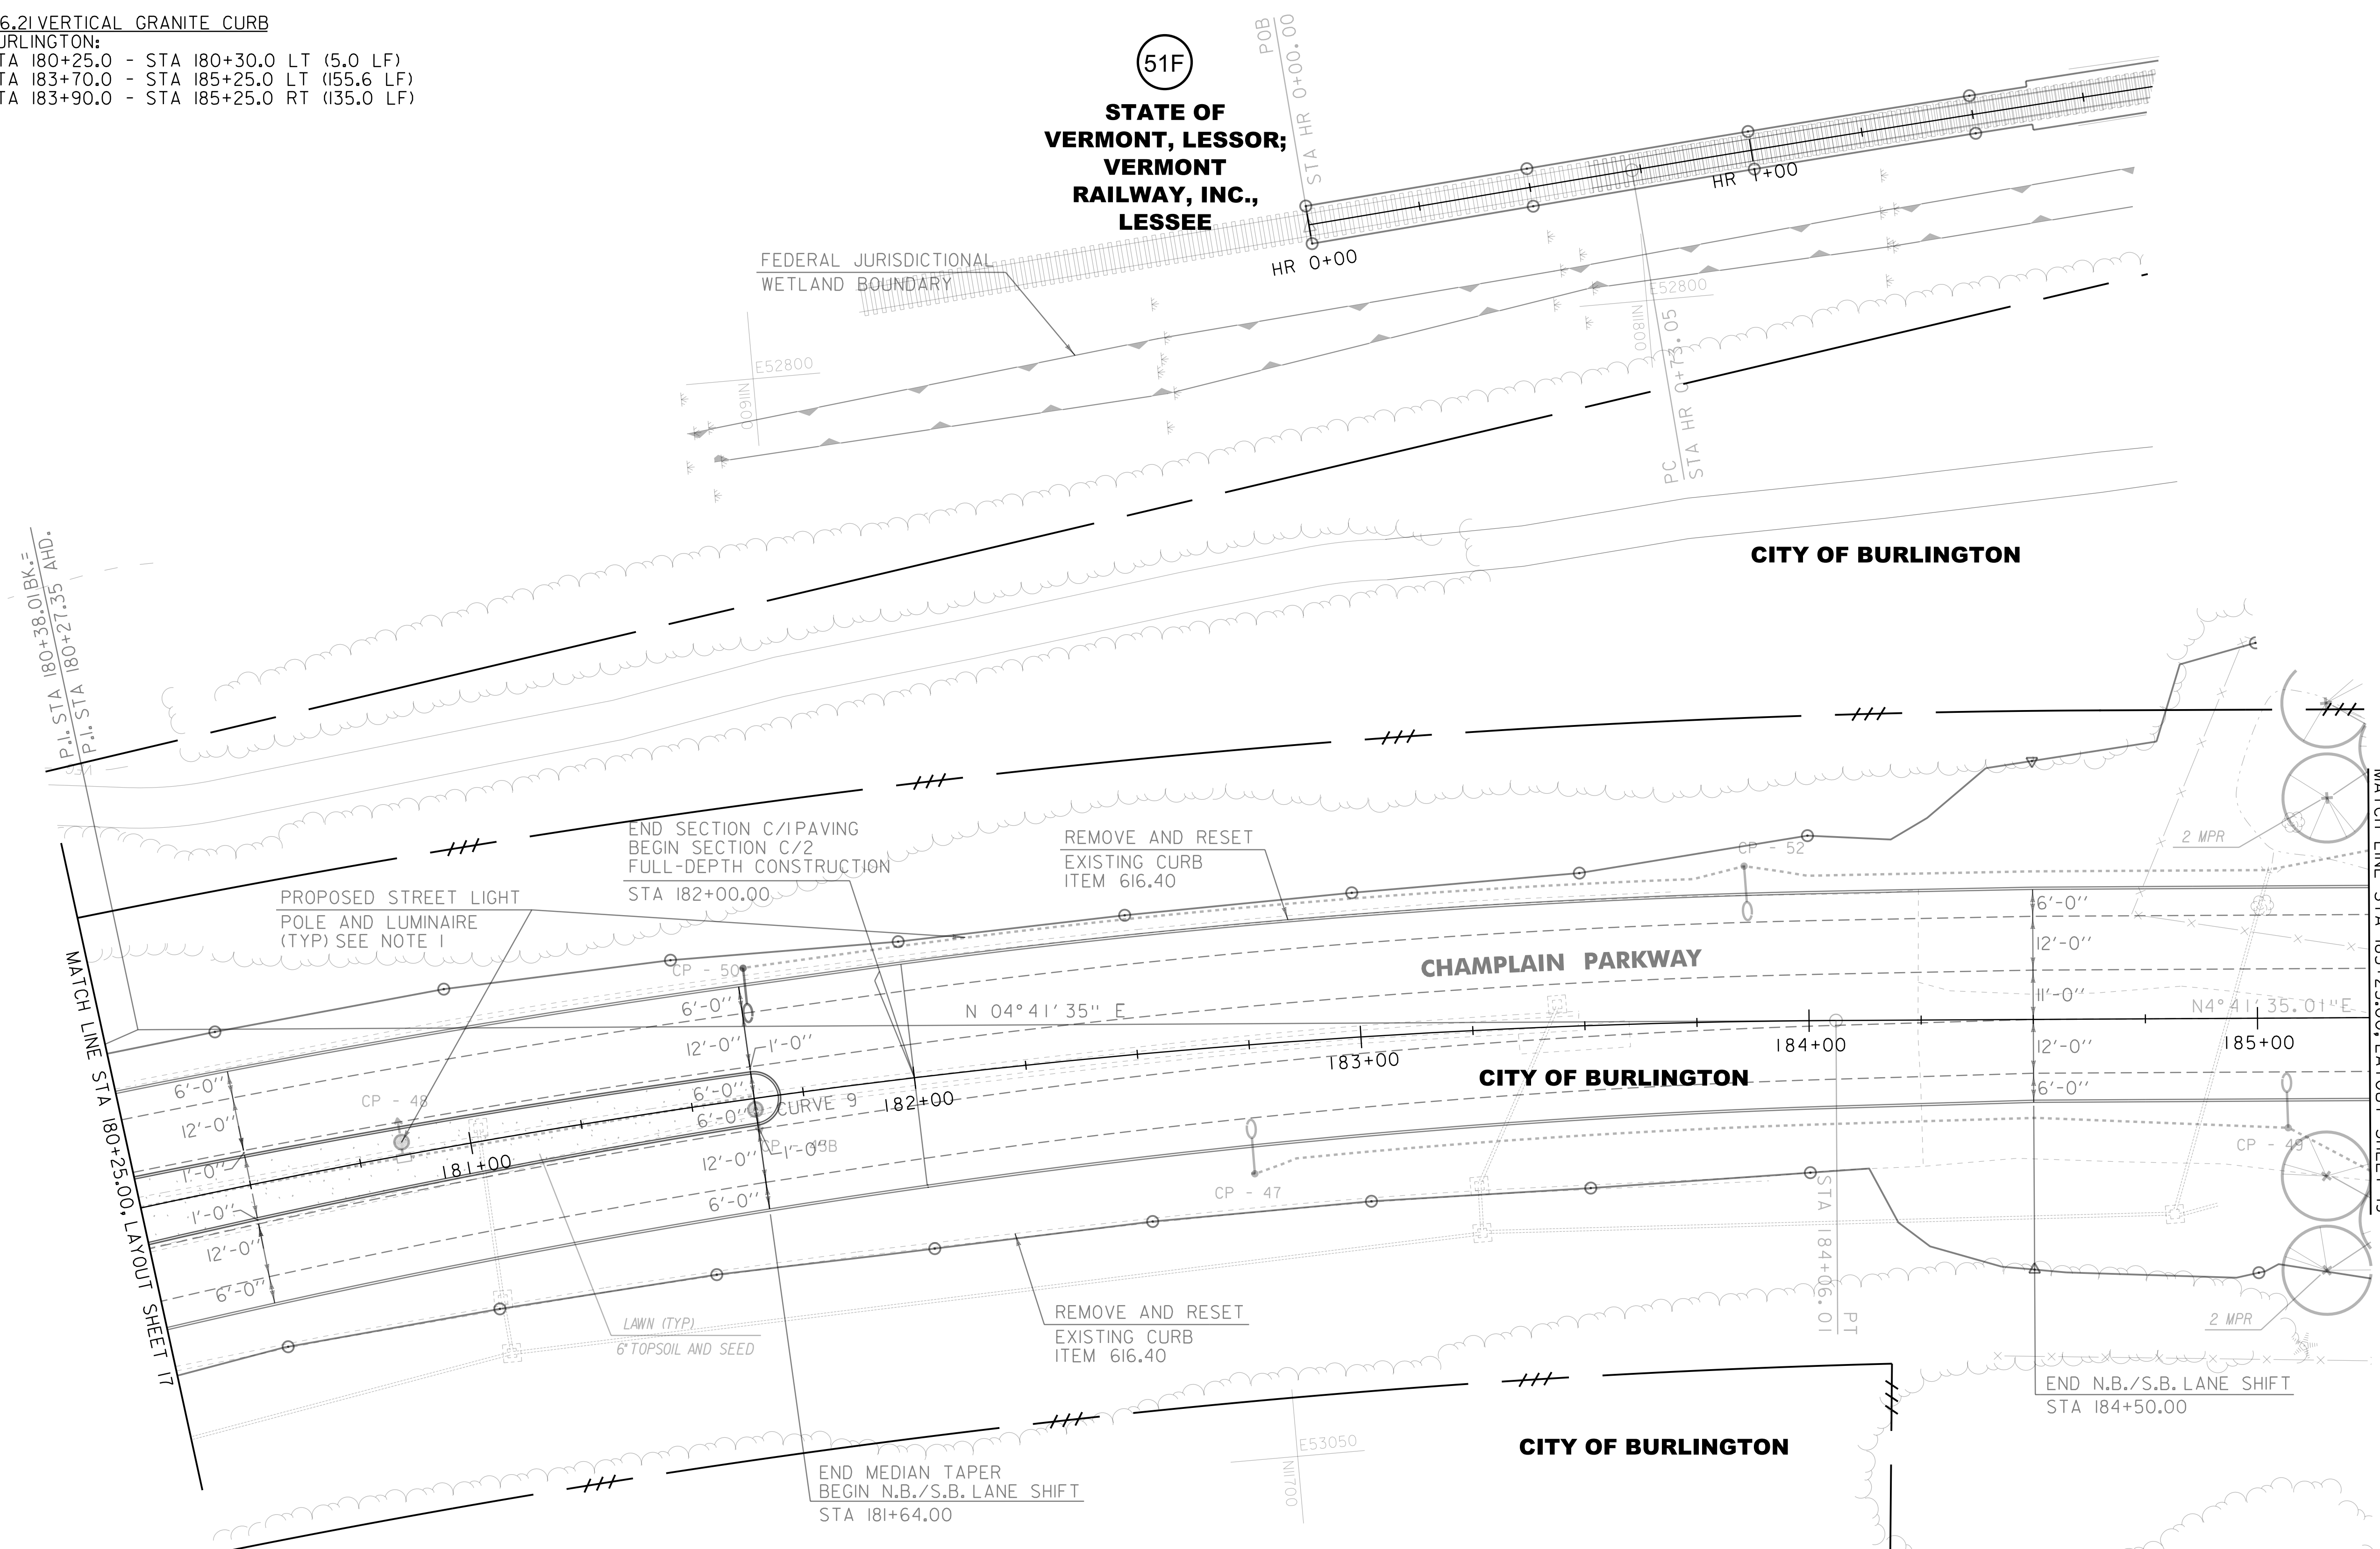 6.21 VERTICAL GRANITE CURB
URLINGTON:
TA 180+25.0 - STA 180+30.0 LT (5.0 LF)
TA 183+70.0 - STA 185+25.0 LT (155.6 LF)
TA 183+90.0 - STA 185+25.0 RT (135.0 LF)
51F
STATE OF
VERMONT, LESSOR;
VERMONT
RAILWAY, INC.,
LESSEE
POB
STA HR 0+00.00
HR 0+00
HR 1+00
FEDERAL JURISDICTIONAL
WETLAND BOUNDARY
E52800
N11600
E52800
N11800
PC
STA HR 0+73.05
CITY OF BURLINGTON
P.I. STA 180+38.01 BK.=
P.I. STA 180+27.35 AHD.
END SECTION C/1 PAVING
BEGIN SECTION C/2
FULL-DEPTH CONSTRUCTION
STA 182+00.00
REMOVE AND RESET
EXISTING CURB
ITEM 616.40
PROPOSED STREET LIGHT
POLE AND LUMINAIRE
(TYP) SEE NOTE 1
CP - 52
2 MPR
CP - 50
CHAMPLAIN PARKWAY
N 04°41'35" E
N4°41'35.01"E
6'-0"
12'-0"
11'-0"
12'-0"
6'-0"
6'-0"
12'-0"
1'-0"
6'-0"
6'-0"
12'-0"
1'-0"
6'-0"
6'-0"
12'-0"
1'-0"
1'-0"
12'-0"
6'-0"
CP - 48
CURVE 9
181+00
182+00
183+00
184+00
185+00
CITY OF BURLINGTON
CP - 47
CP - 49
MATCH LINE STA 180+25.00, LAYOUT SHEET 17
STA 184+06.01
PT
LAWN (TYP)
6" TOPSOIL AND SEED
REMOVE AND RESET
EXISTING CURB
ITEM 616.40
2 MPR
END N.B./S.B. LANE SHIFT
STA 184+50.00
E53050
N11700
CITY OF BURLINGTON
END MEDIAN TAPER
BEGIN N.B./S.B. LANE SHIFT
STA 181+64.00